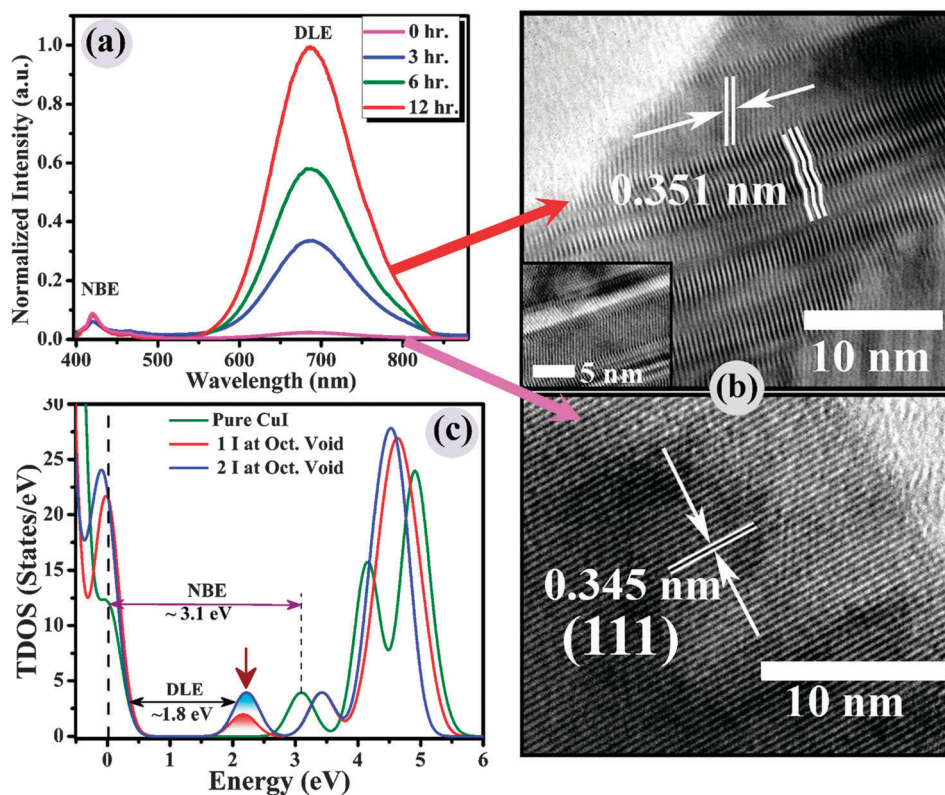 (a)
DLE
0 hr.
3 hr.
6 hr.
12 hr.
NBE
Normalized Intensity (a.u.)
1.0
0.8
0.6
0.4
0.2
0.0
400 500 600 700 800
Wavelength (nm)
0.351 nm
5 nm
10 nm
(b)
0.345 nm
(111)
10 nm
(c)
Pure CuI
1 I at Oct. Void
2 I at Oct. Void
TDOS (States/eV)
30
25
20
15
10
5
0
NBE
~ 3.1 eV
DLE
~1.8 eV
0 1 2 3 4 5 6
Energy (eV)